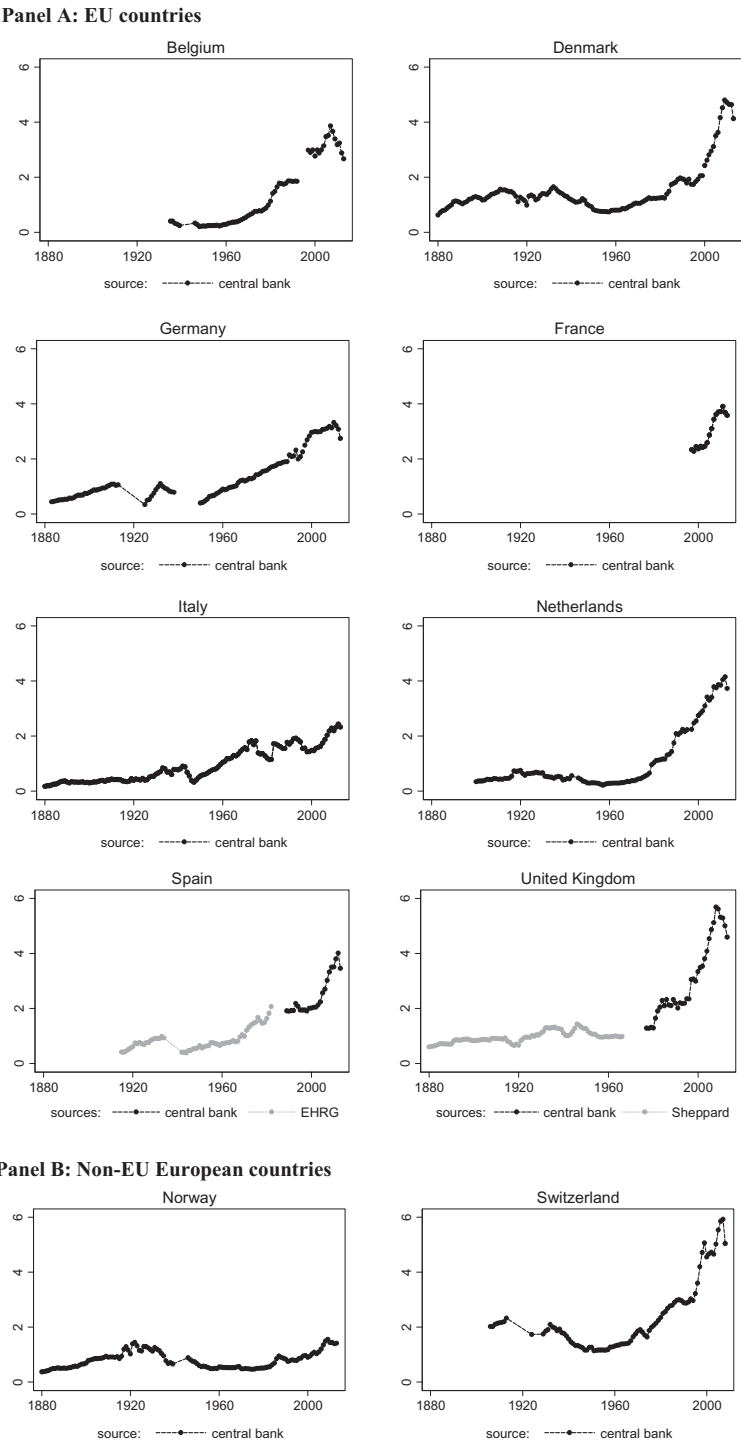 Panel A: EU countries
Belgium
6
4
2
0
1880 1920 1960 2000
source: central bank
Denmark
6
4
2
0
1880 1920 1960 2000
source: central bank
Germany
6
4
2
0
1880 1920 1960 2000
source: central bank
France
6
4
2
0
1880 1920 1960 2000
source: central bank
Italy
6
4
2
0
1880 1920 1960 2000
source: central bank
Netherlands
6
4
2
0
1880 1920 1960 2000
source: central bank
Spain
6
4
2
0
1880 1920 1960 2000
sources: central bank EHRG
United Kingdom
6
4
2
0
1880 1920 1960 2000
sources: central bank Sheppard
Panel B: Non-EU European countries
Norway
6
4
2
0
1880 1920 1960 2000
source: central bank
Switzerland
6
4
2
0
1880 1920 1960 2000
source: central bank